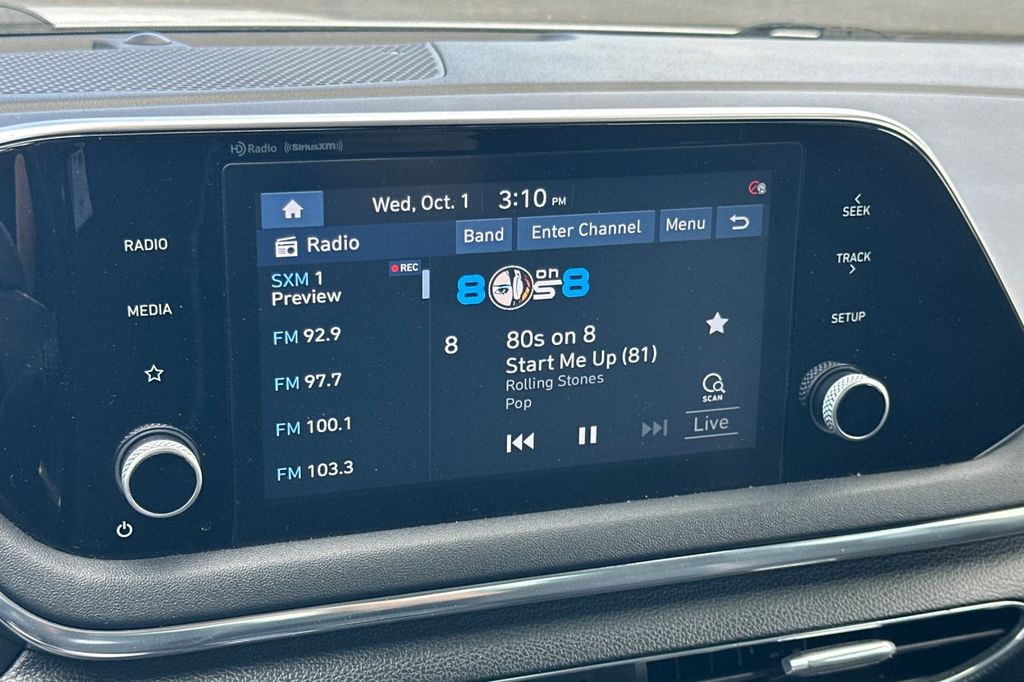 HD Radio ((SiriusXM))
Wed, Oct. 1 3:10 PM
Radio
Band
Enter Channel
Menu
SXM 1
REC
Preview
FM 92.9
FM 97.7
FM 100.1
FM 103.3
80s on 8
8
80s on 8
Start Me Up (81)
Rolling Stones
Pop
SCAN
Live
RADIO
MEDIA
SEEK
TRACK
SETUP